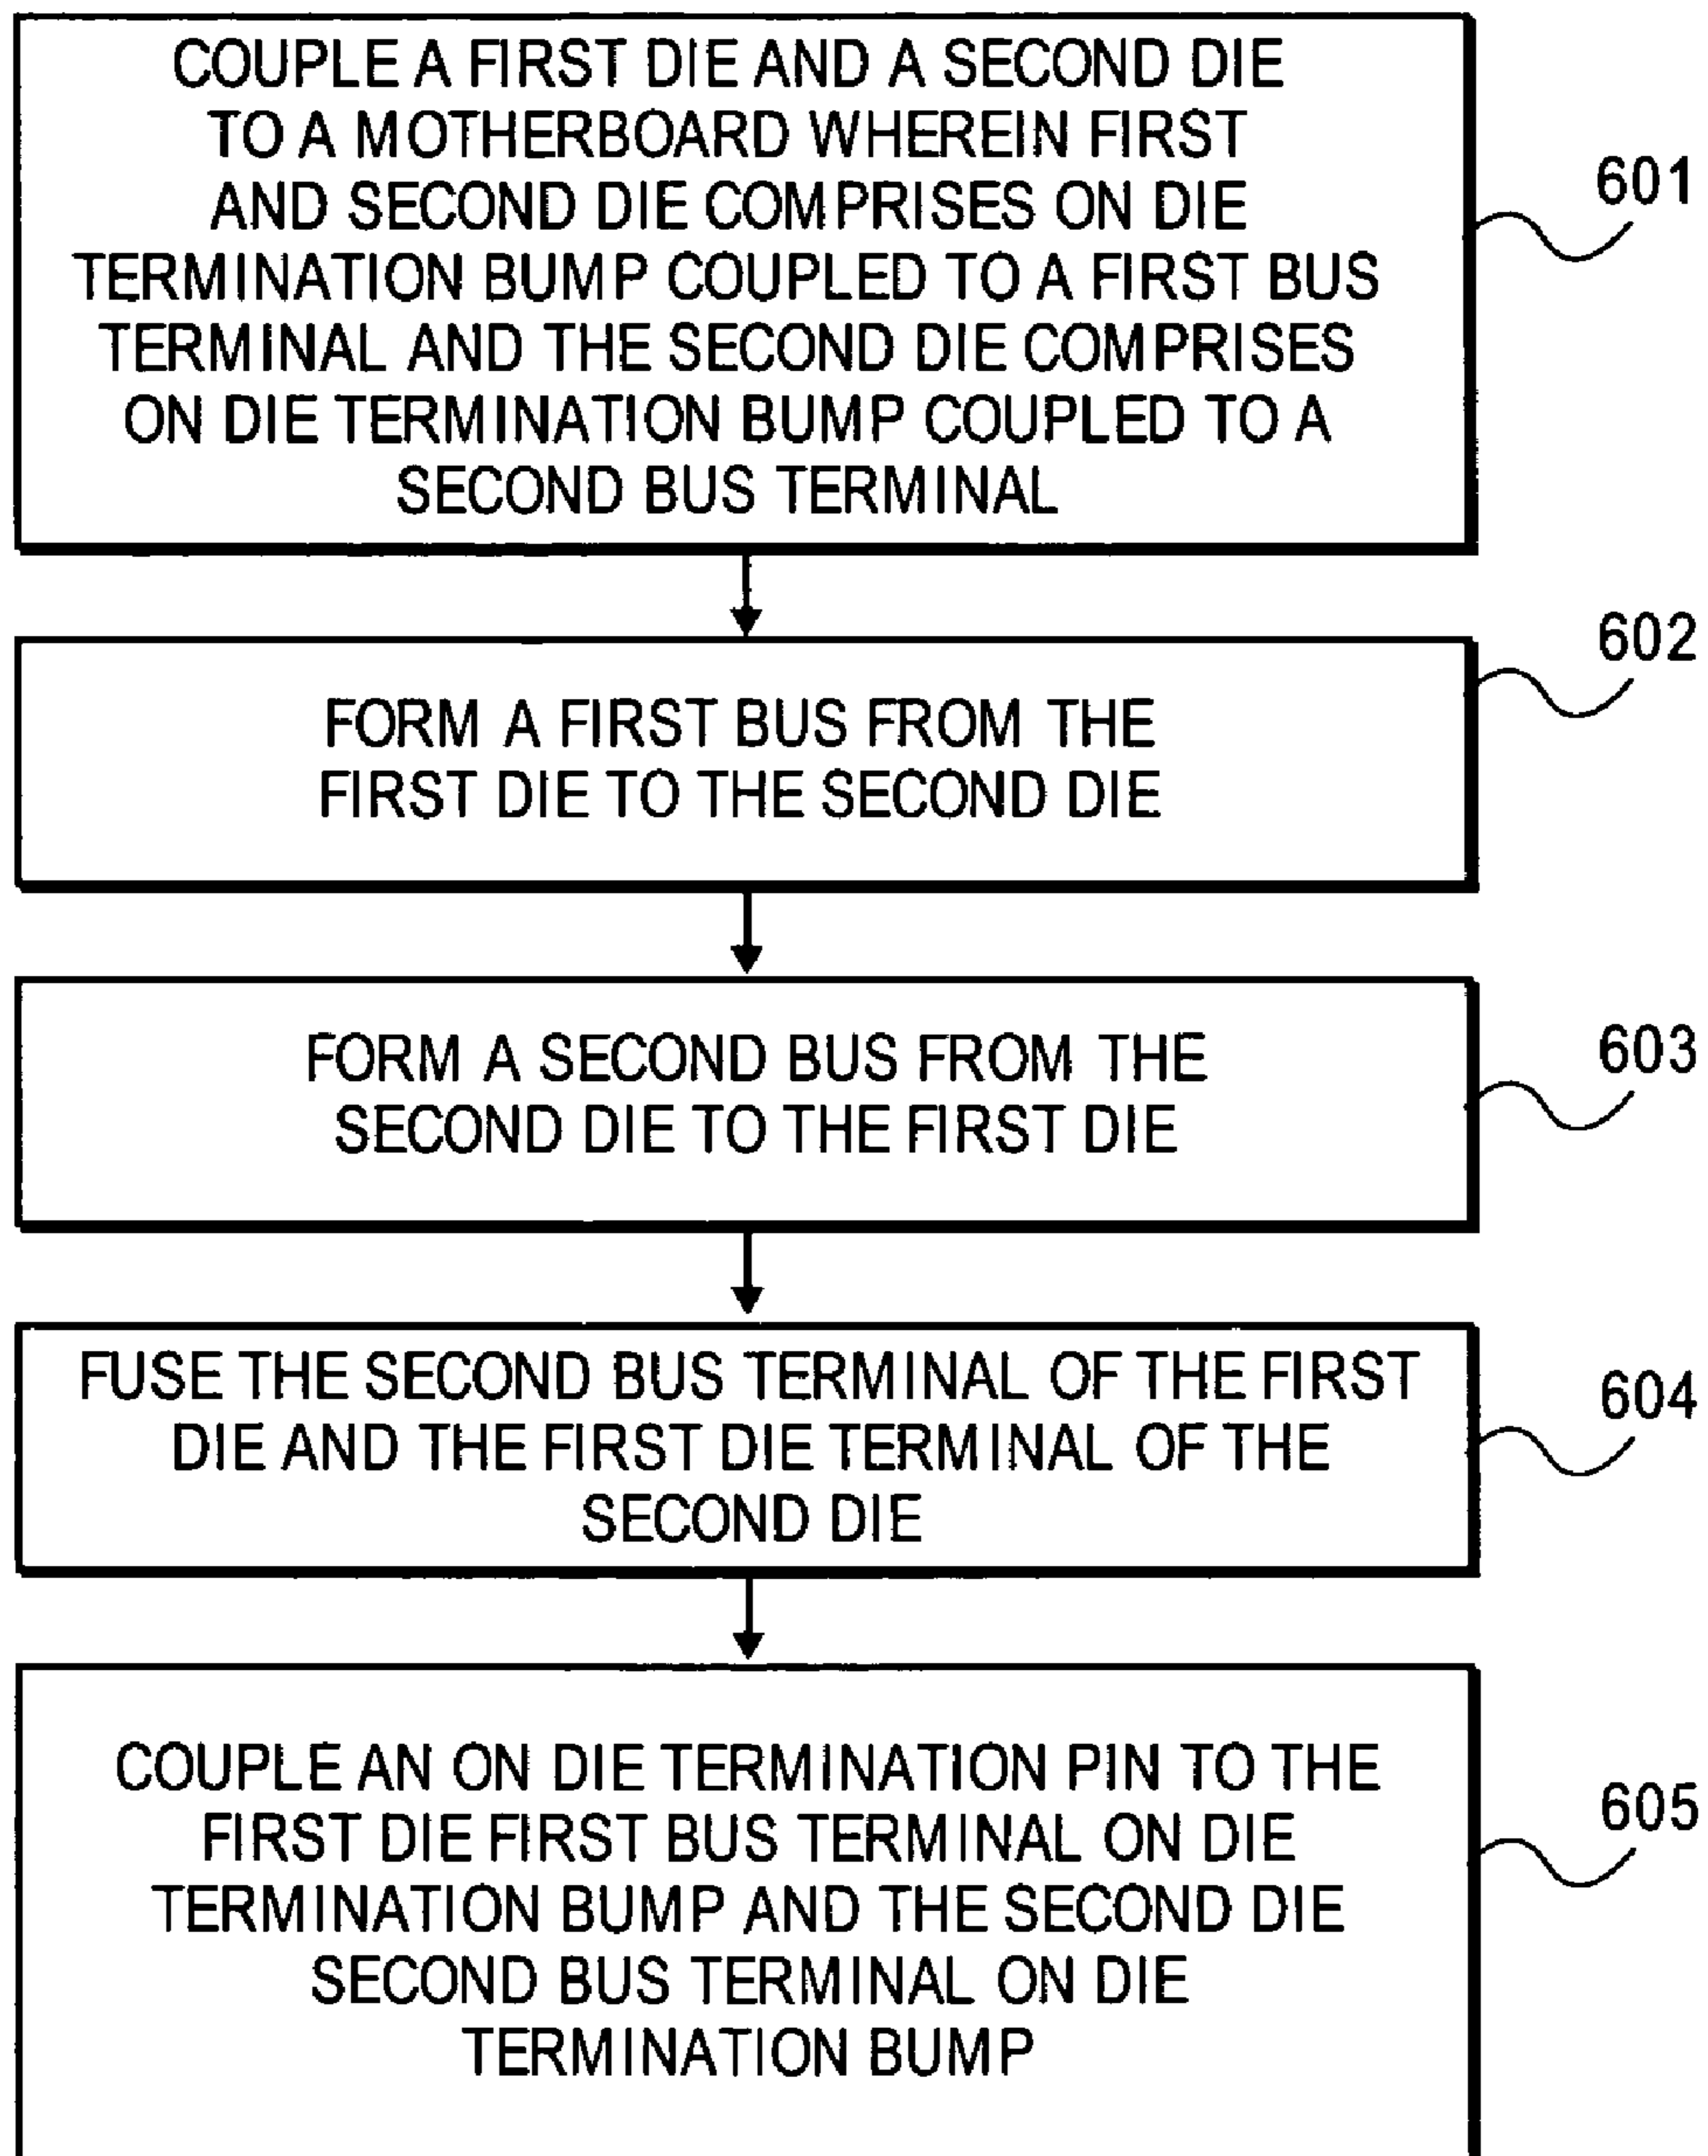 COUPLE A FIRST DIE AND A SECOND DIE
TO A MOTHERBOARD WHEREIN FIRST
AND SECOND DIE COMPRISES ON DIE
TERMINATION BUMP COUPLED TO A FIRST BUS
TERMINAL AND THE SECOND DIE COMPRISES
ON DIE TERMINATION BUMP COUPLED TO A
SECOND BUS TERMINAL
601
FORM A FIRST BUS FROM THE
FIRST DIE TO THE SECOND DIE
602
FORM A SECOND BUS FROM THE
SECOND DIE TO THE FIRST DIE
603
FUSE THE SECOND BUS TERMINAL OF THE FIRST
DIE AND THE FIRST DIE TERMINAL OF THE
SECOND DIE
604
COUPLE AN ON DIE TERMINATION PIN TO THE
FIRST DIE FIRST BUS TERMINAL ON DIE
TERMINATION BUMP AND THE SECOND DIE
SECOND BUS TERMINAL ON DIE
TERMINATION BUMP
605